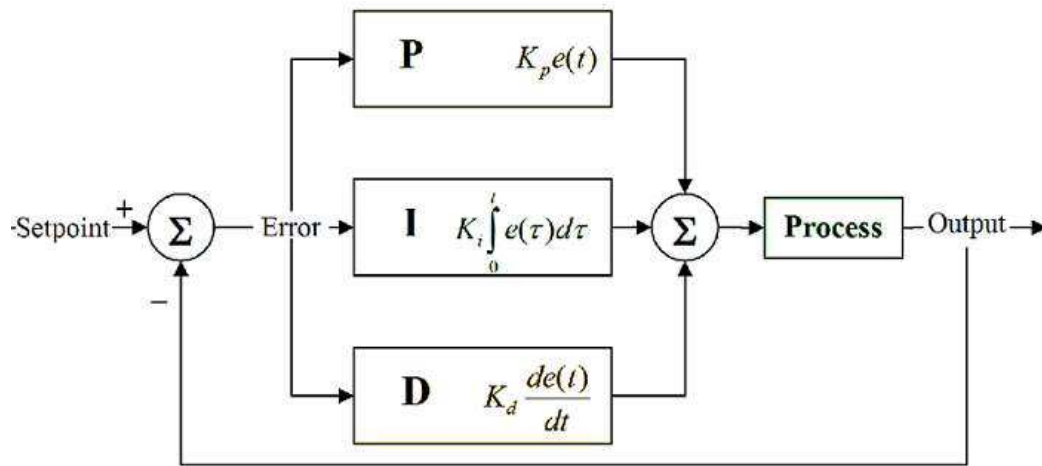 P K_p e(t)
Setpoint + Σ Error I K_i ∫_0^t e(τ)dτ Σ Process Output
−
D K_d de(t)/dt